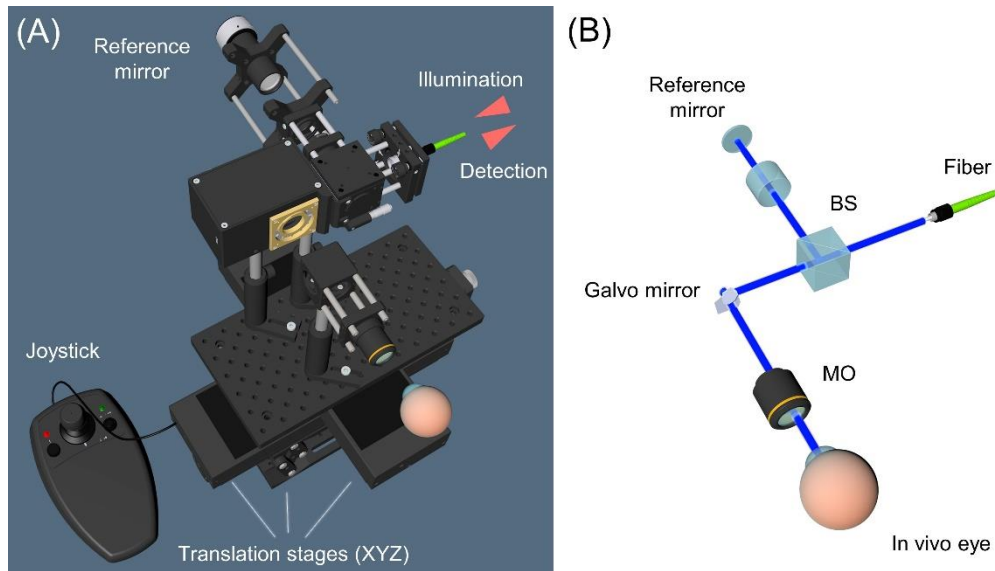 (A)
Reference
mirror
Illumination
Detection
Joystick
Translation stages (XYZ)
(B)
Reference
mirror
Fiber
BS
Galvo mirror
MO
In vivo eye